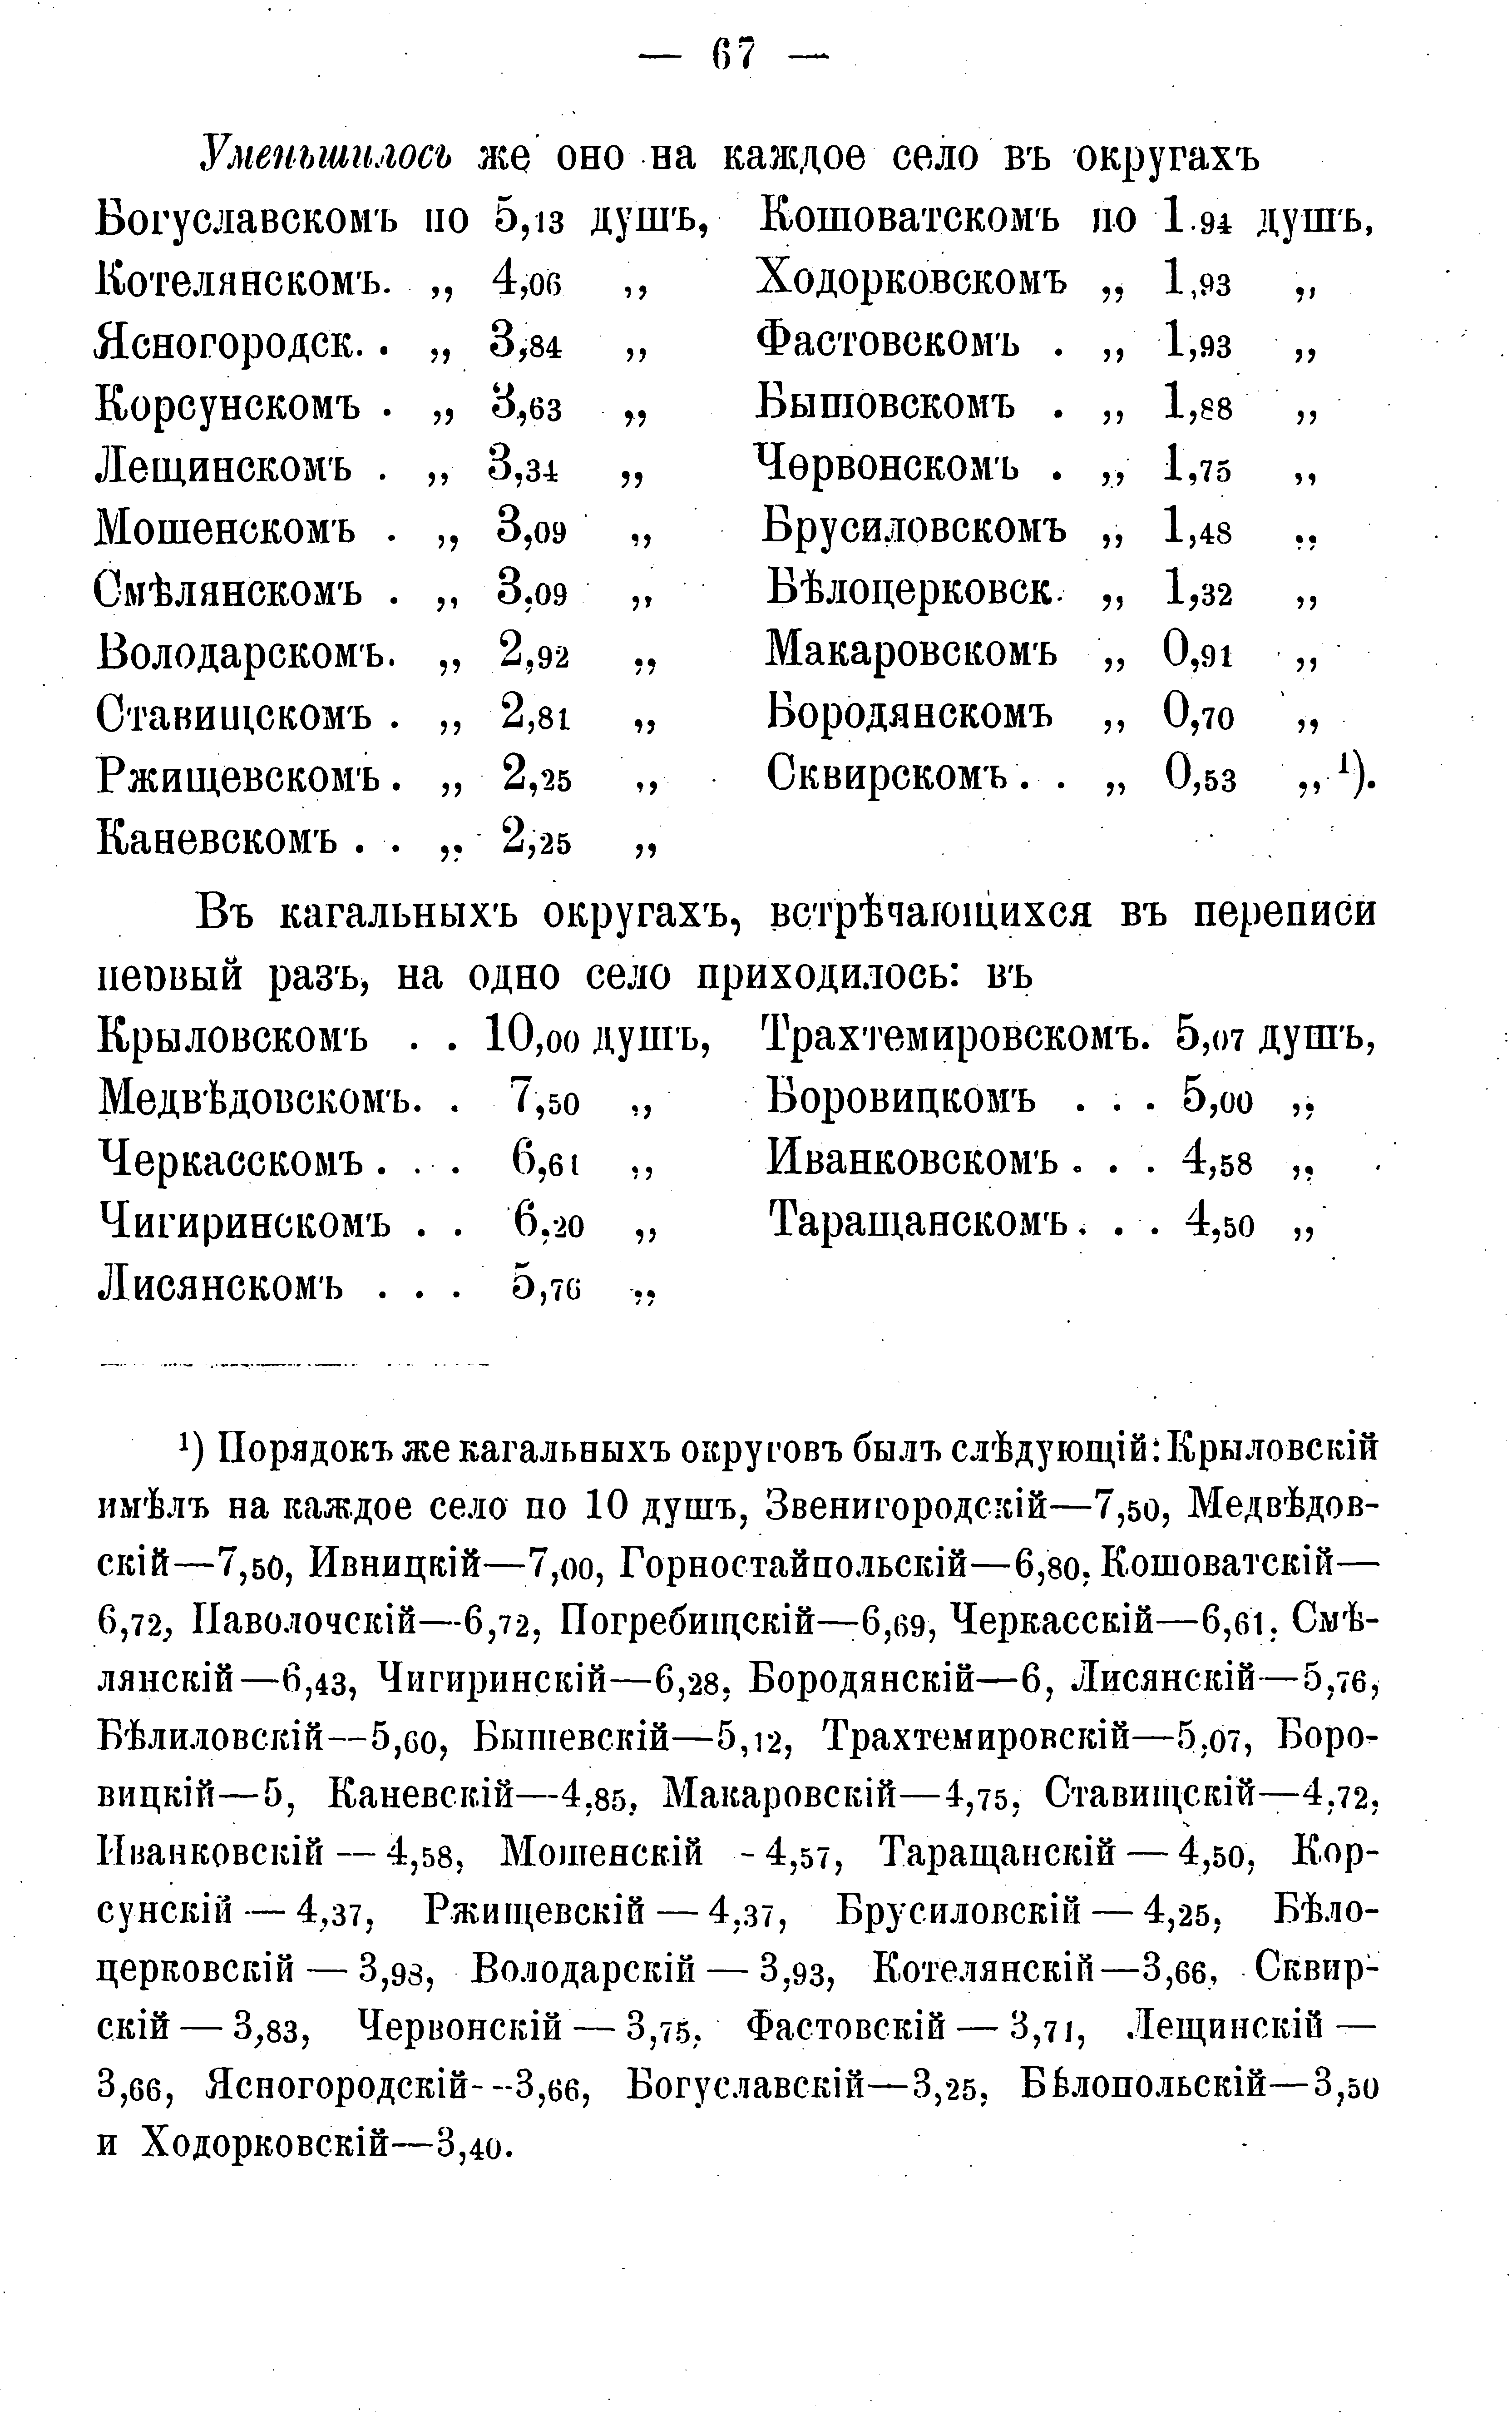 — 67 —
Уменьшилось же оно на каждое село въ округахъ
Богуславскомъ по 5,13 душъ, Кошоватскомъ по 1.94 душъ,
Котелянскомъ. „ 4,06 „ Ходорковскомъ „ 1,93 „
Ясногородск. . „ 3,84 „ Фастовскомъ . „ 1,93 „
Корсунскомъ . „ 3,63 „ Бышовскомъ . „ 1,88 „
Лещинскомъ . „ 3,34 „ Червонскомъ . „ 1,75 „
Мошенскомъ . „ 3,09 „ Брусиловскомъ „ 1,48 „
Смѣлянскомъ . „ 3,09 „ Бѣлоцерковск. „ 1,32 „
Володарскомъ. „ 2,92 „ Макаровскомъ „ 0,91 „
Ставищскомъ . „ 2,81 „ Бородянскомъ „ 0,70 „
Ржищевскомъ . „ 2,25 „ Сквирскомъ . . „ 0,53 „ ¹).
Каневскомъ . . „ 2,25 „
Въ кагальныхъ округахъ, встрѣчающихся въ переписи
первый разъ, на одно село приходилось: въ
Крыловскомъ . . 10,00 душъ, Трахтемировскомъ. 5,07 душъ,
Медвѣдовскомъ. . 7,50 „ Боровицкомъ . . . 5,00 „
Черкасскомъ . . . 6,61 „ Иванковскомъ . . . 4,58 „
Чигиринскомъ . . 6,20 „ Таращанскомъ. . . 4,50 „
Лисянскомъ . . . 5,76 „
¹) Порядокъ же кагальныхъ округовъ былъ слѣдующій: Крыловскій
имѣлъ на каждое село по 10 душъ, Звенигородскій—7,50, Медвѣдов-
скій—7,50, Ивницкій—7,00, Горностайпольскій—6,80, Кошоватскій—
6,72, Паволочскій—6,72, Погребищскій—6,69, Черкасскій—6,61, Смѣ-
лянскій—6,43, Чигиринскій—6,28, Бородянскій—6, Лисянскій—5,76,
Бѣлиловскій—5,60, Бышевскій—5,12, Трахтемировскій—5,07, Боро-
вицкій—5, Каневскій—4,85, Макаровскій—4,75, Ставищскій—4,72,
Иванковскій — 4,58, Мошенскій - 4,57, Таращанскій — 4,50, Кор-
сунскій — 4,37, Ржищевскій — 4,37, Брусиловскій — 4,25, Бѣло-
церковскій — 3,93, Володарскій — 3,93, Котелянскій—3,66, Сквир-
скій — 3,83, Червонскій — 3,75, Фастовскій — 3,71, Лещинскій —
3,66, Ясногородскій--3,66, Богуславскій—3,25, Бѣлопольскій—3,50
и Ходорковскій—3,40.